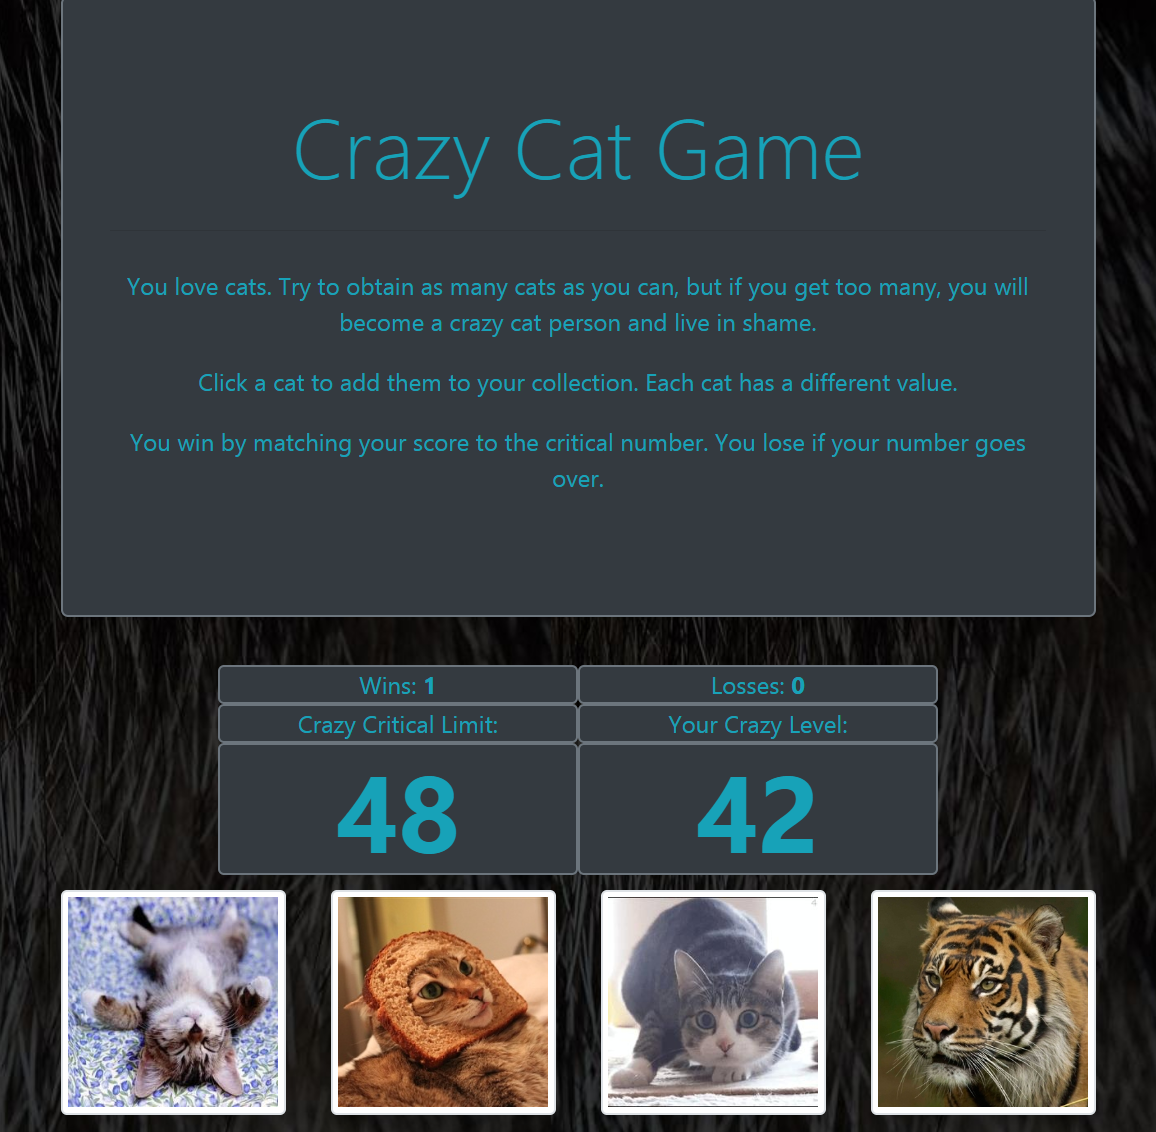 Crazy Cat Game
You love cats. Try to obtain as many cats as you can, but if you get too many, you will
become a crazy cat person and live in shame.
Click a cat to add them to your collection. Each cat has a different value.
You win by matching your score to the critical number. You lose if your number goes
over.
Wins: 1
Losses: 0
Crazy Critical Limit:
Your Crazy Level:
48
42